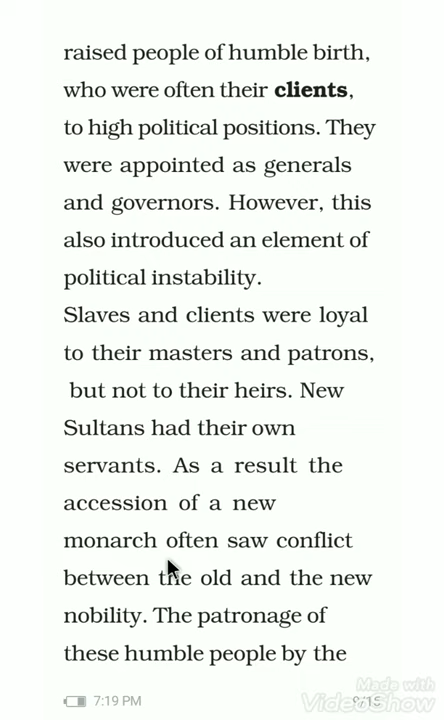 raised people of humble birth,
who were often their clients,
to high political positions. They
were appointed as generals
and governors. However, this
also introduced an element of
political instability.
Slaves and clients were loyal
to their masters and patrons,
but not to their heirs. New
Sultans had their own
servants. As a result the
accession of a new
monarch often saw conflict
between the old and the new
nobility. The patronage of
these humble people by the
7:19 PM
9/15
Made with
VideoShow